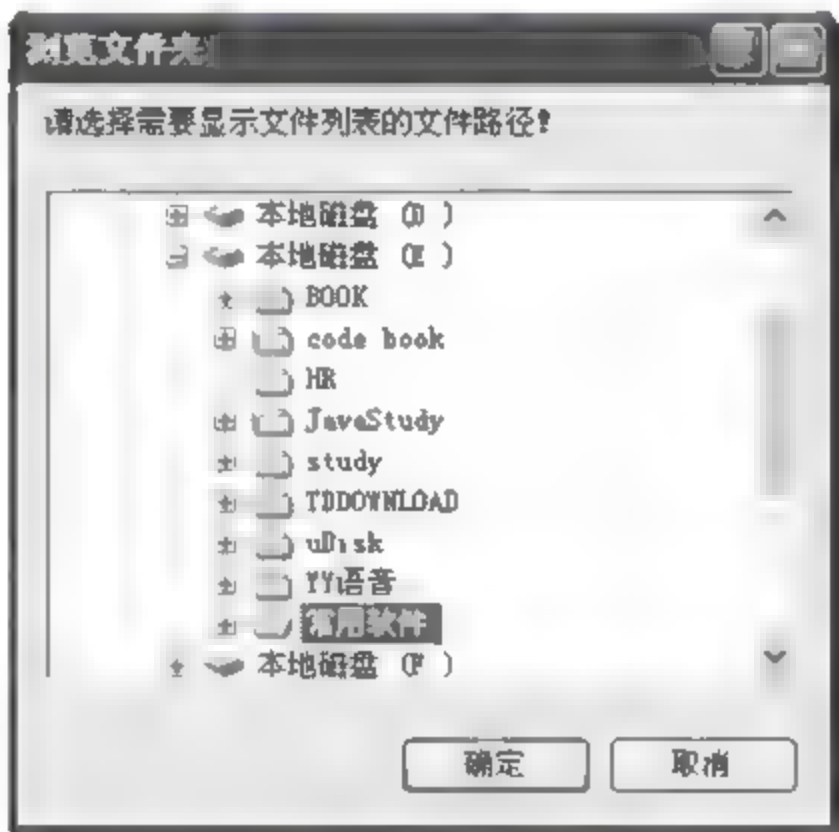 浏览文件夹
请选择需要显示文件列表的文件路径!
本地磁盘 (D )
本地磁盘 (E )
BOOK
code book
HR
JavaStudy
study
TDDOWNLOAD
uDisk
YY语音
常用软件
本地磁盘 (F )
确定
取消